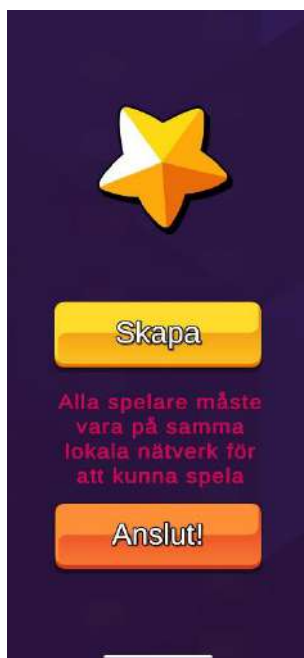 Skapa
Alla spelare måste
vara på samma
lokala nätverk för
att kunna spela
Anslut!